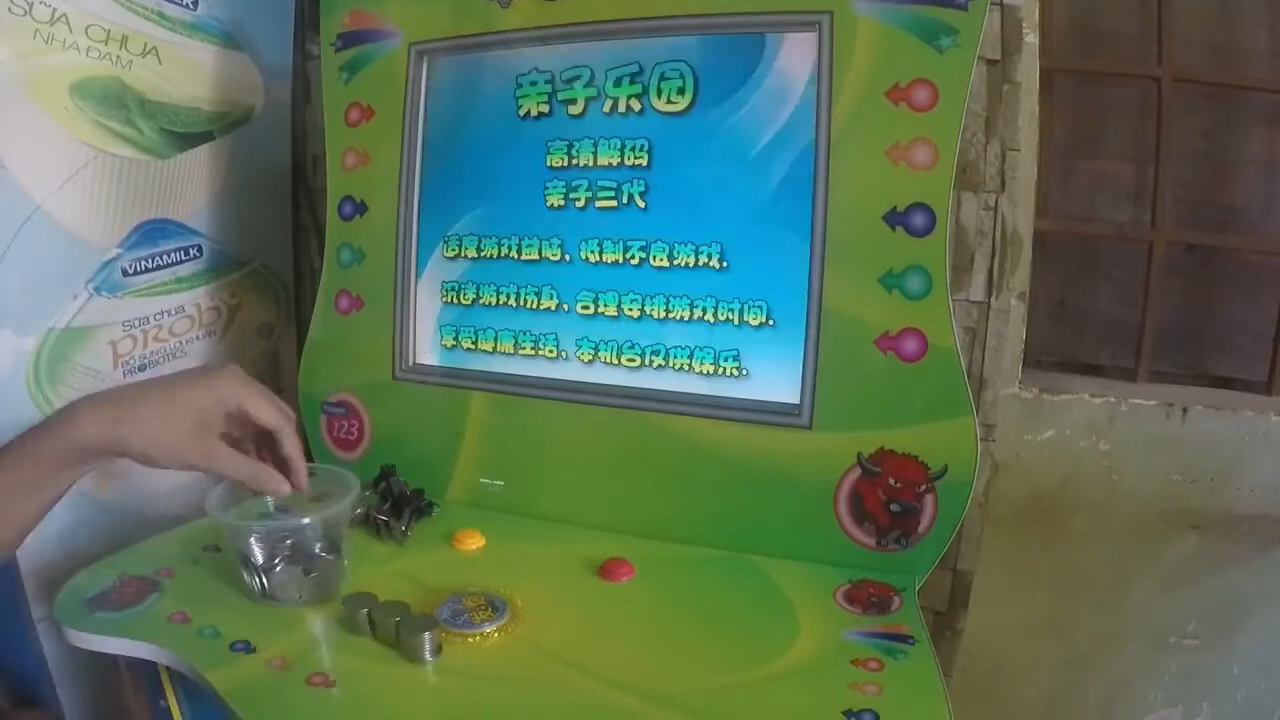 VINAMILK
SỮA CHUA
NHA ĐAM
VINAMILK
Sữa chua
proby
BỔ SUNG LỢI KHUẨN
PROBIOTICS
亲子乐园
高清解码
亲子三代
适度游戏益脑、抵制不良游戏.
沉迷游戏伤身、合理安排游戏时间.
享受健康生活、本机台仅供娱乐.
123